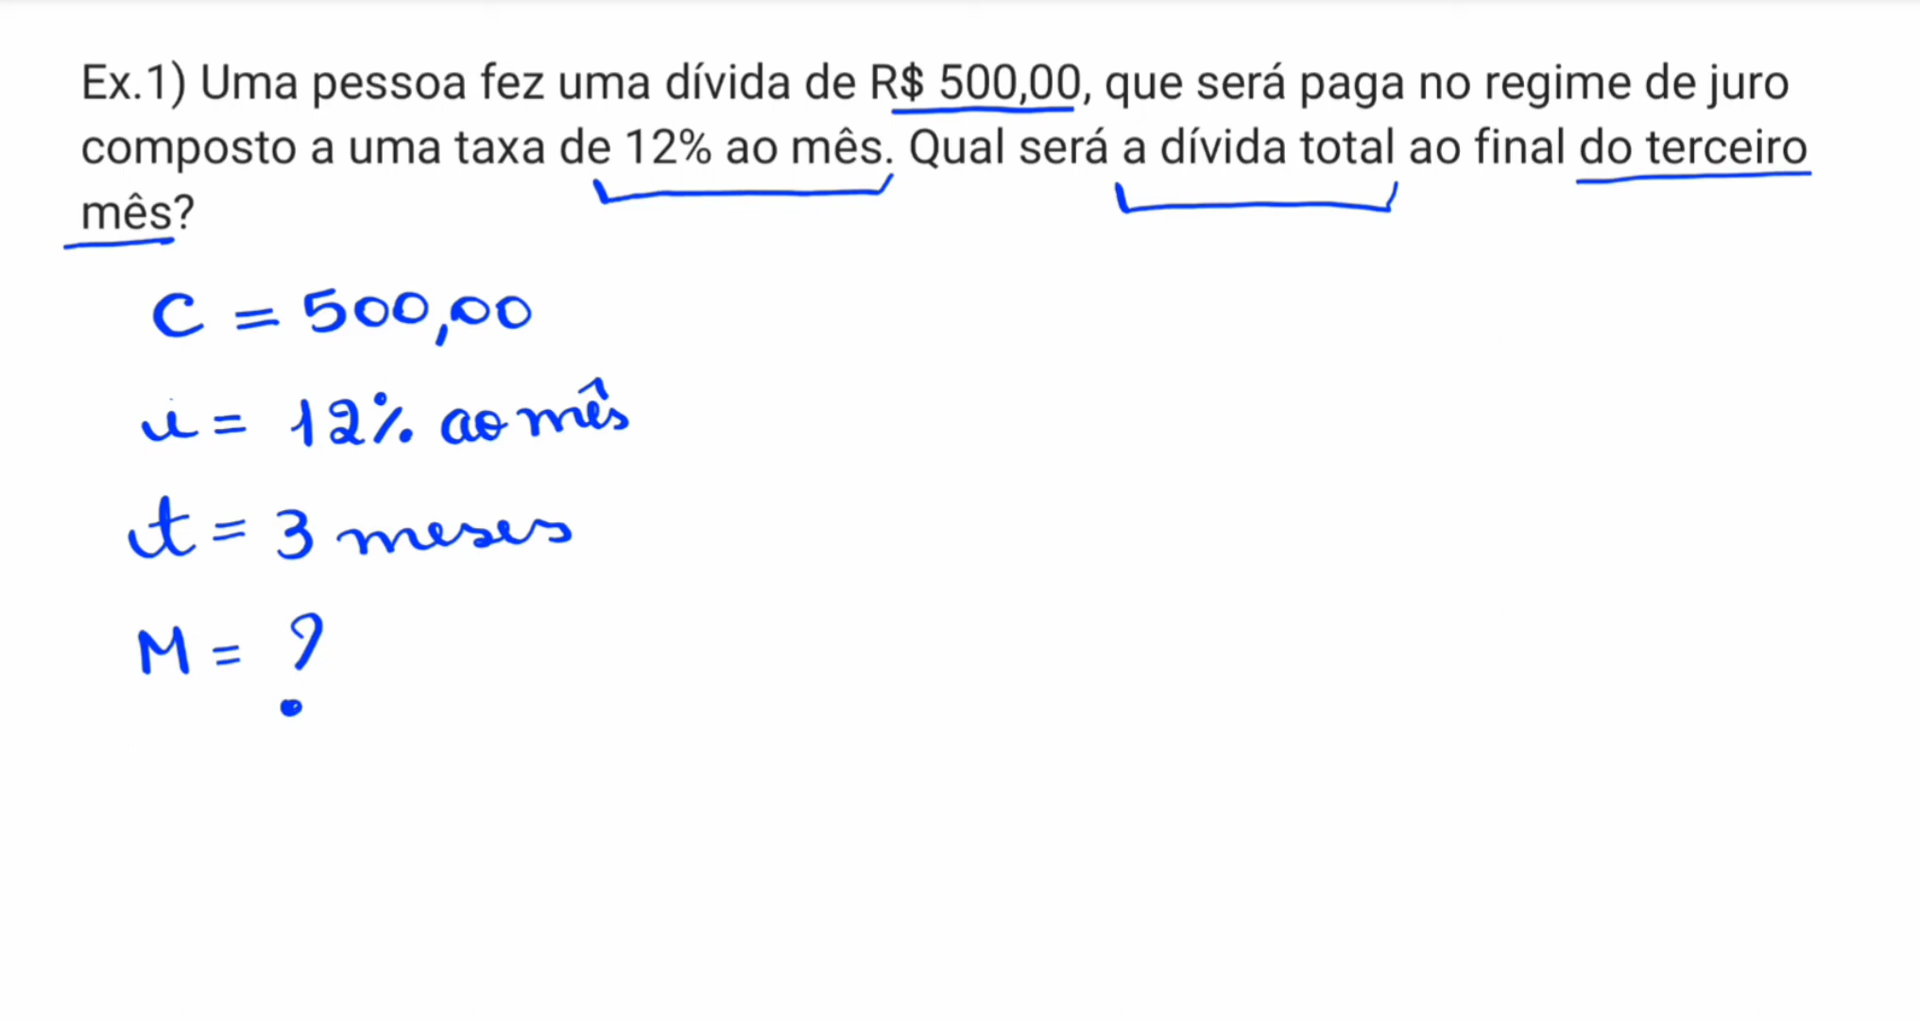 Ex.1) Uma pessoa fez uma dívida de R$ 500,00, que será paga no regime de juro
composto a uma taxa de 12% ao mês. Qual será a dívida total ao final do terceiro
mês?
C = 500,00
i = 12% ao mês
t = 3 meses
M = ?